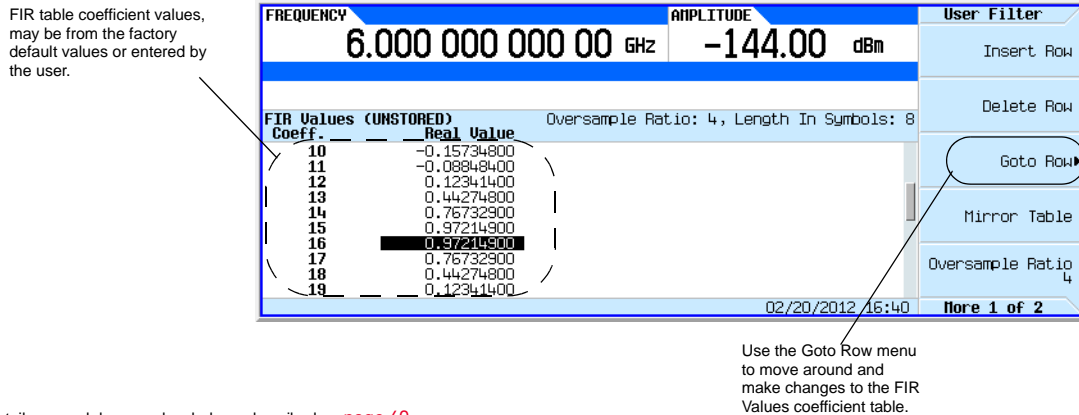 FIR table coefficient values,
may be from the factory
default values or entered by
the user.
FREQUENCY
AMPLITUDE
6.000 000 000 00 GHz
-144.00 dBm
FIR Values (UNSTORED)
Oversample Ratio: 4, Length In Symbols: 8
Coeff. Real Value
10 -0.15734800
11 -0.08848400
12 0.12341400
13 0.44274800
14 0.76732900
15 0.97214900
16 0.97214900
17 0.76732900
18 0.44274800
19 0.12341400
02/20/2012 16:40
User Filter
Insert Row
Delete Row
Goto Row
Mirror Table
Oversample Ratio
4
More 1 of 2
Use the Goto Row menu
to move around and
make changes to the FIR
Values coefficient table.